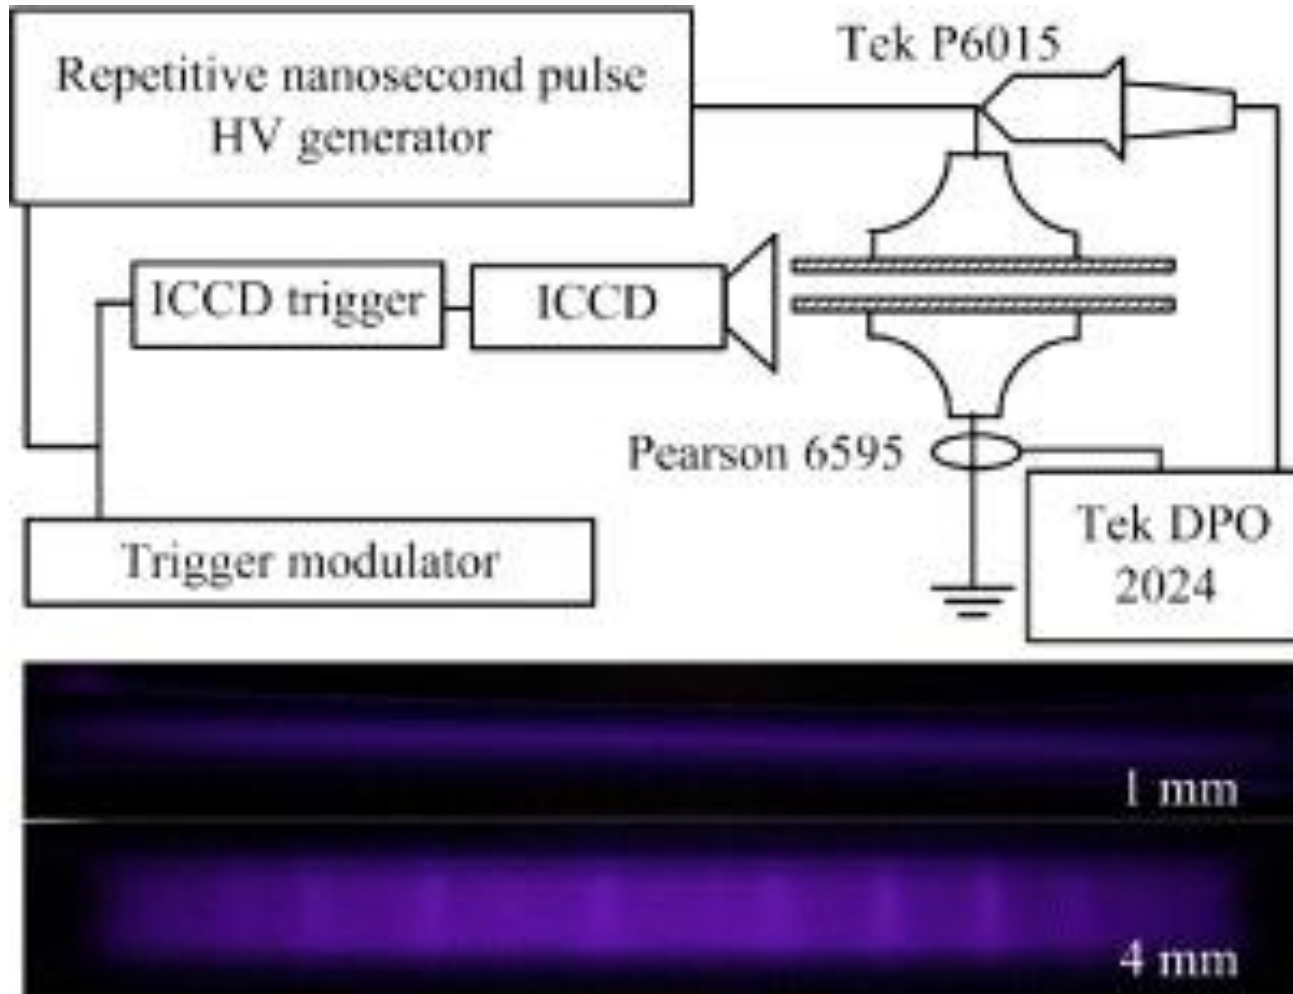 Repetitive nanosecond pulse
HV generator
Tek P6015
ICCD trigger
ICCD
Pearson 6595
Tek DPO
2024
Trigger modulator
1 mm
4 mm